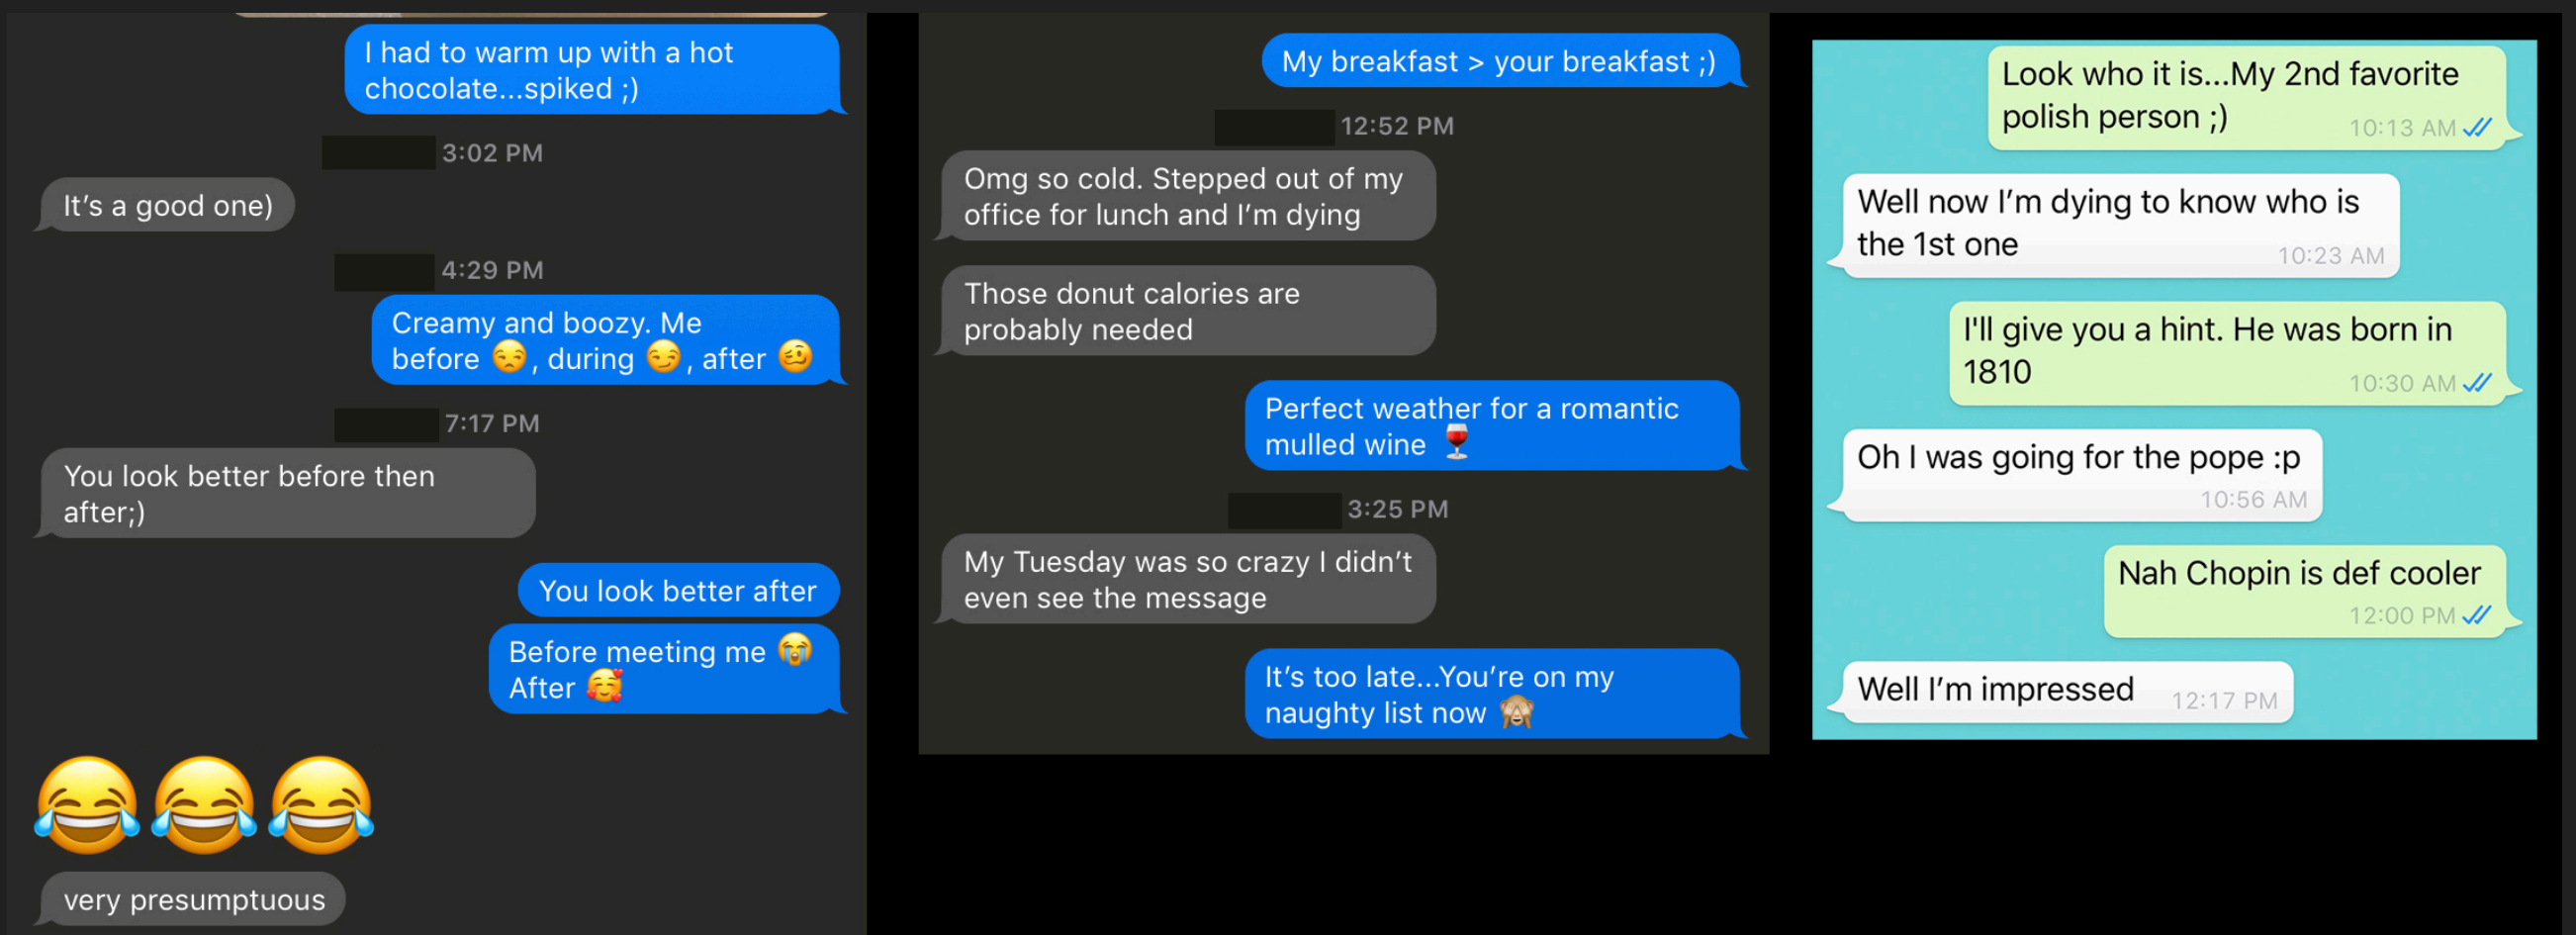 I had to warm up with a hot
chocolate...spiked ;)
3:02 PM
It's a good one)
4:29 PM
Creamy and boozy. Me
before 😒, during 😏, after 🥴
7:17 PM
You look better before then
after;)
You look better after
Before meeting me 😭
After 🥰
😂😂😂
very presumptuous
My breakfast > your breakfast ;)
12:52 PM
Omg so cold. Stepped out of my
office for lunch and I'm dying
Those donut calories are
probably needed
Perfect weather for a romantic
mulled wine 🍷
3:25 PM
My Tuesday was so crazy I didn't
even see the message
It's too late...You're on my
naughty list now 🙈
Look who it is...My 2nd favorite
polish person ;)
10:13 AM
Well now I'm dying to know who is
the 1st one
10:23 AM
I'll give you a hint. He was born in
1810
10:30 AM
Oh I was going for the pope :p
10:56 AM
Nah Chopin is def cooler
12:00 PM
Well I'm impressed
12:17 PM